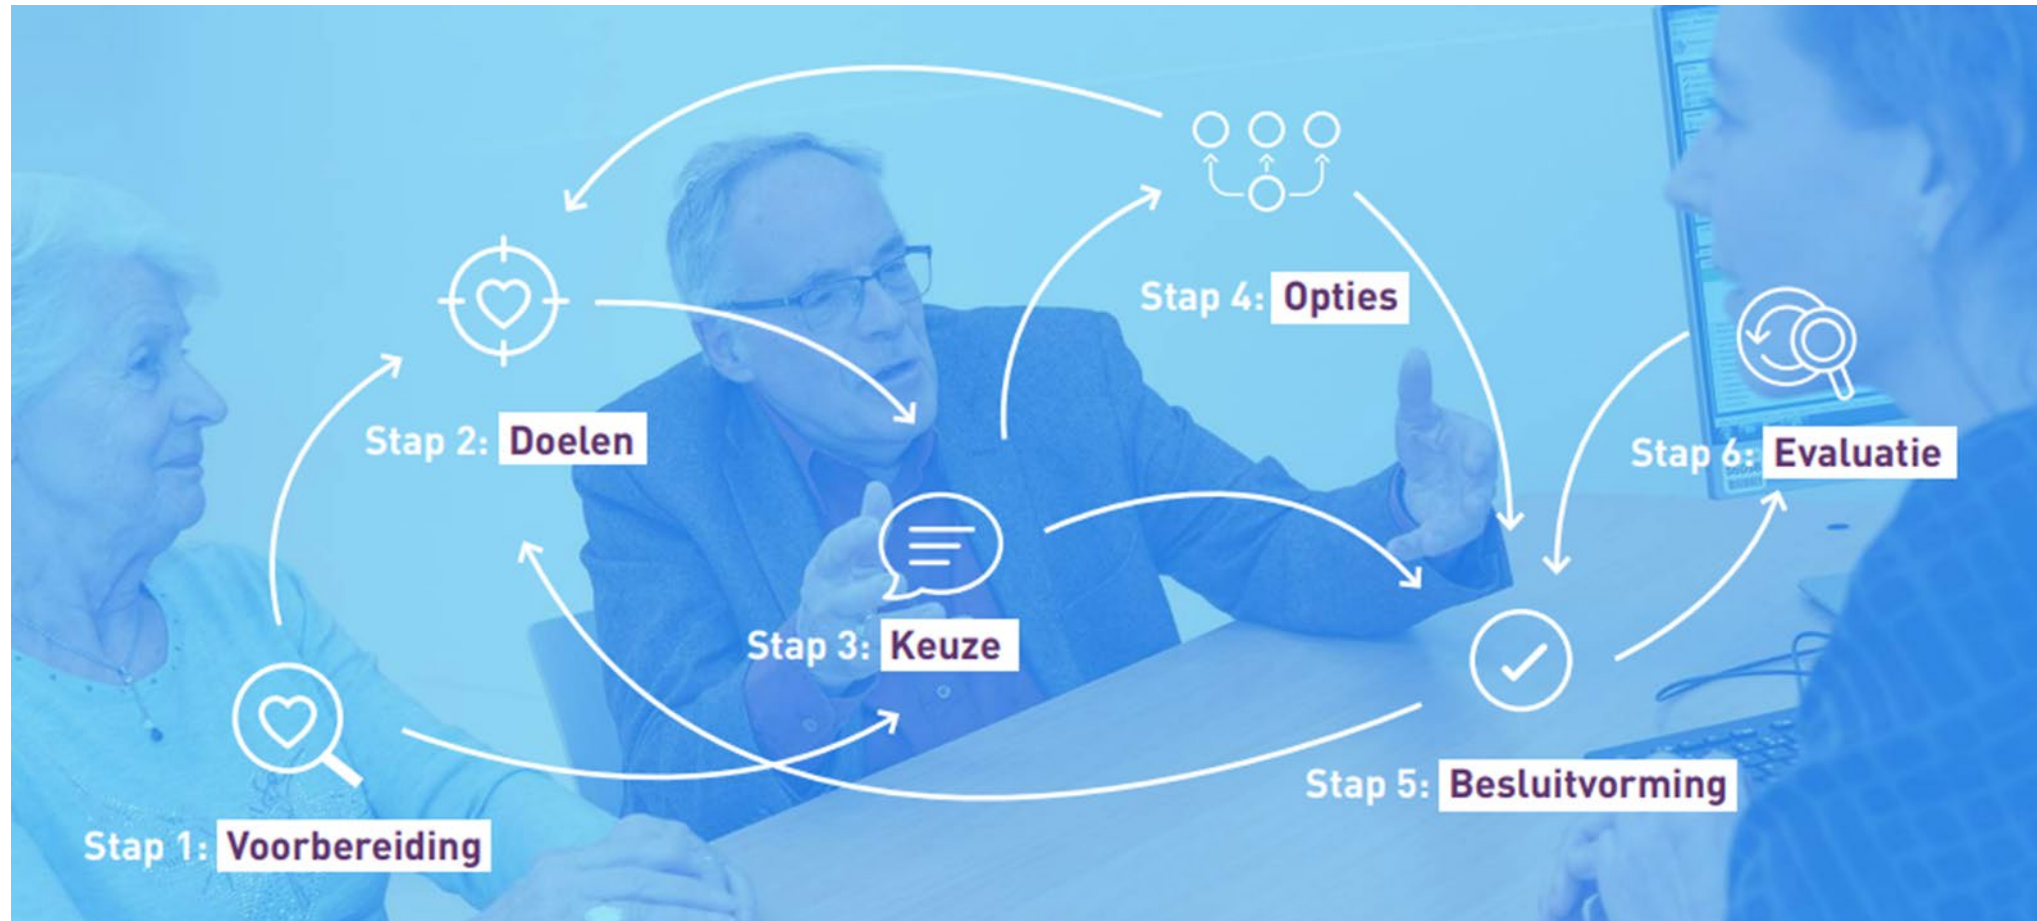 Stap 1: Voorbereiding
Stap 2: Doelen
Stap 3: Keuze
Stap 4: Opties
Stap 5: Besluitvorming
Stap 6: Evaluatie